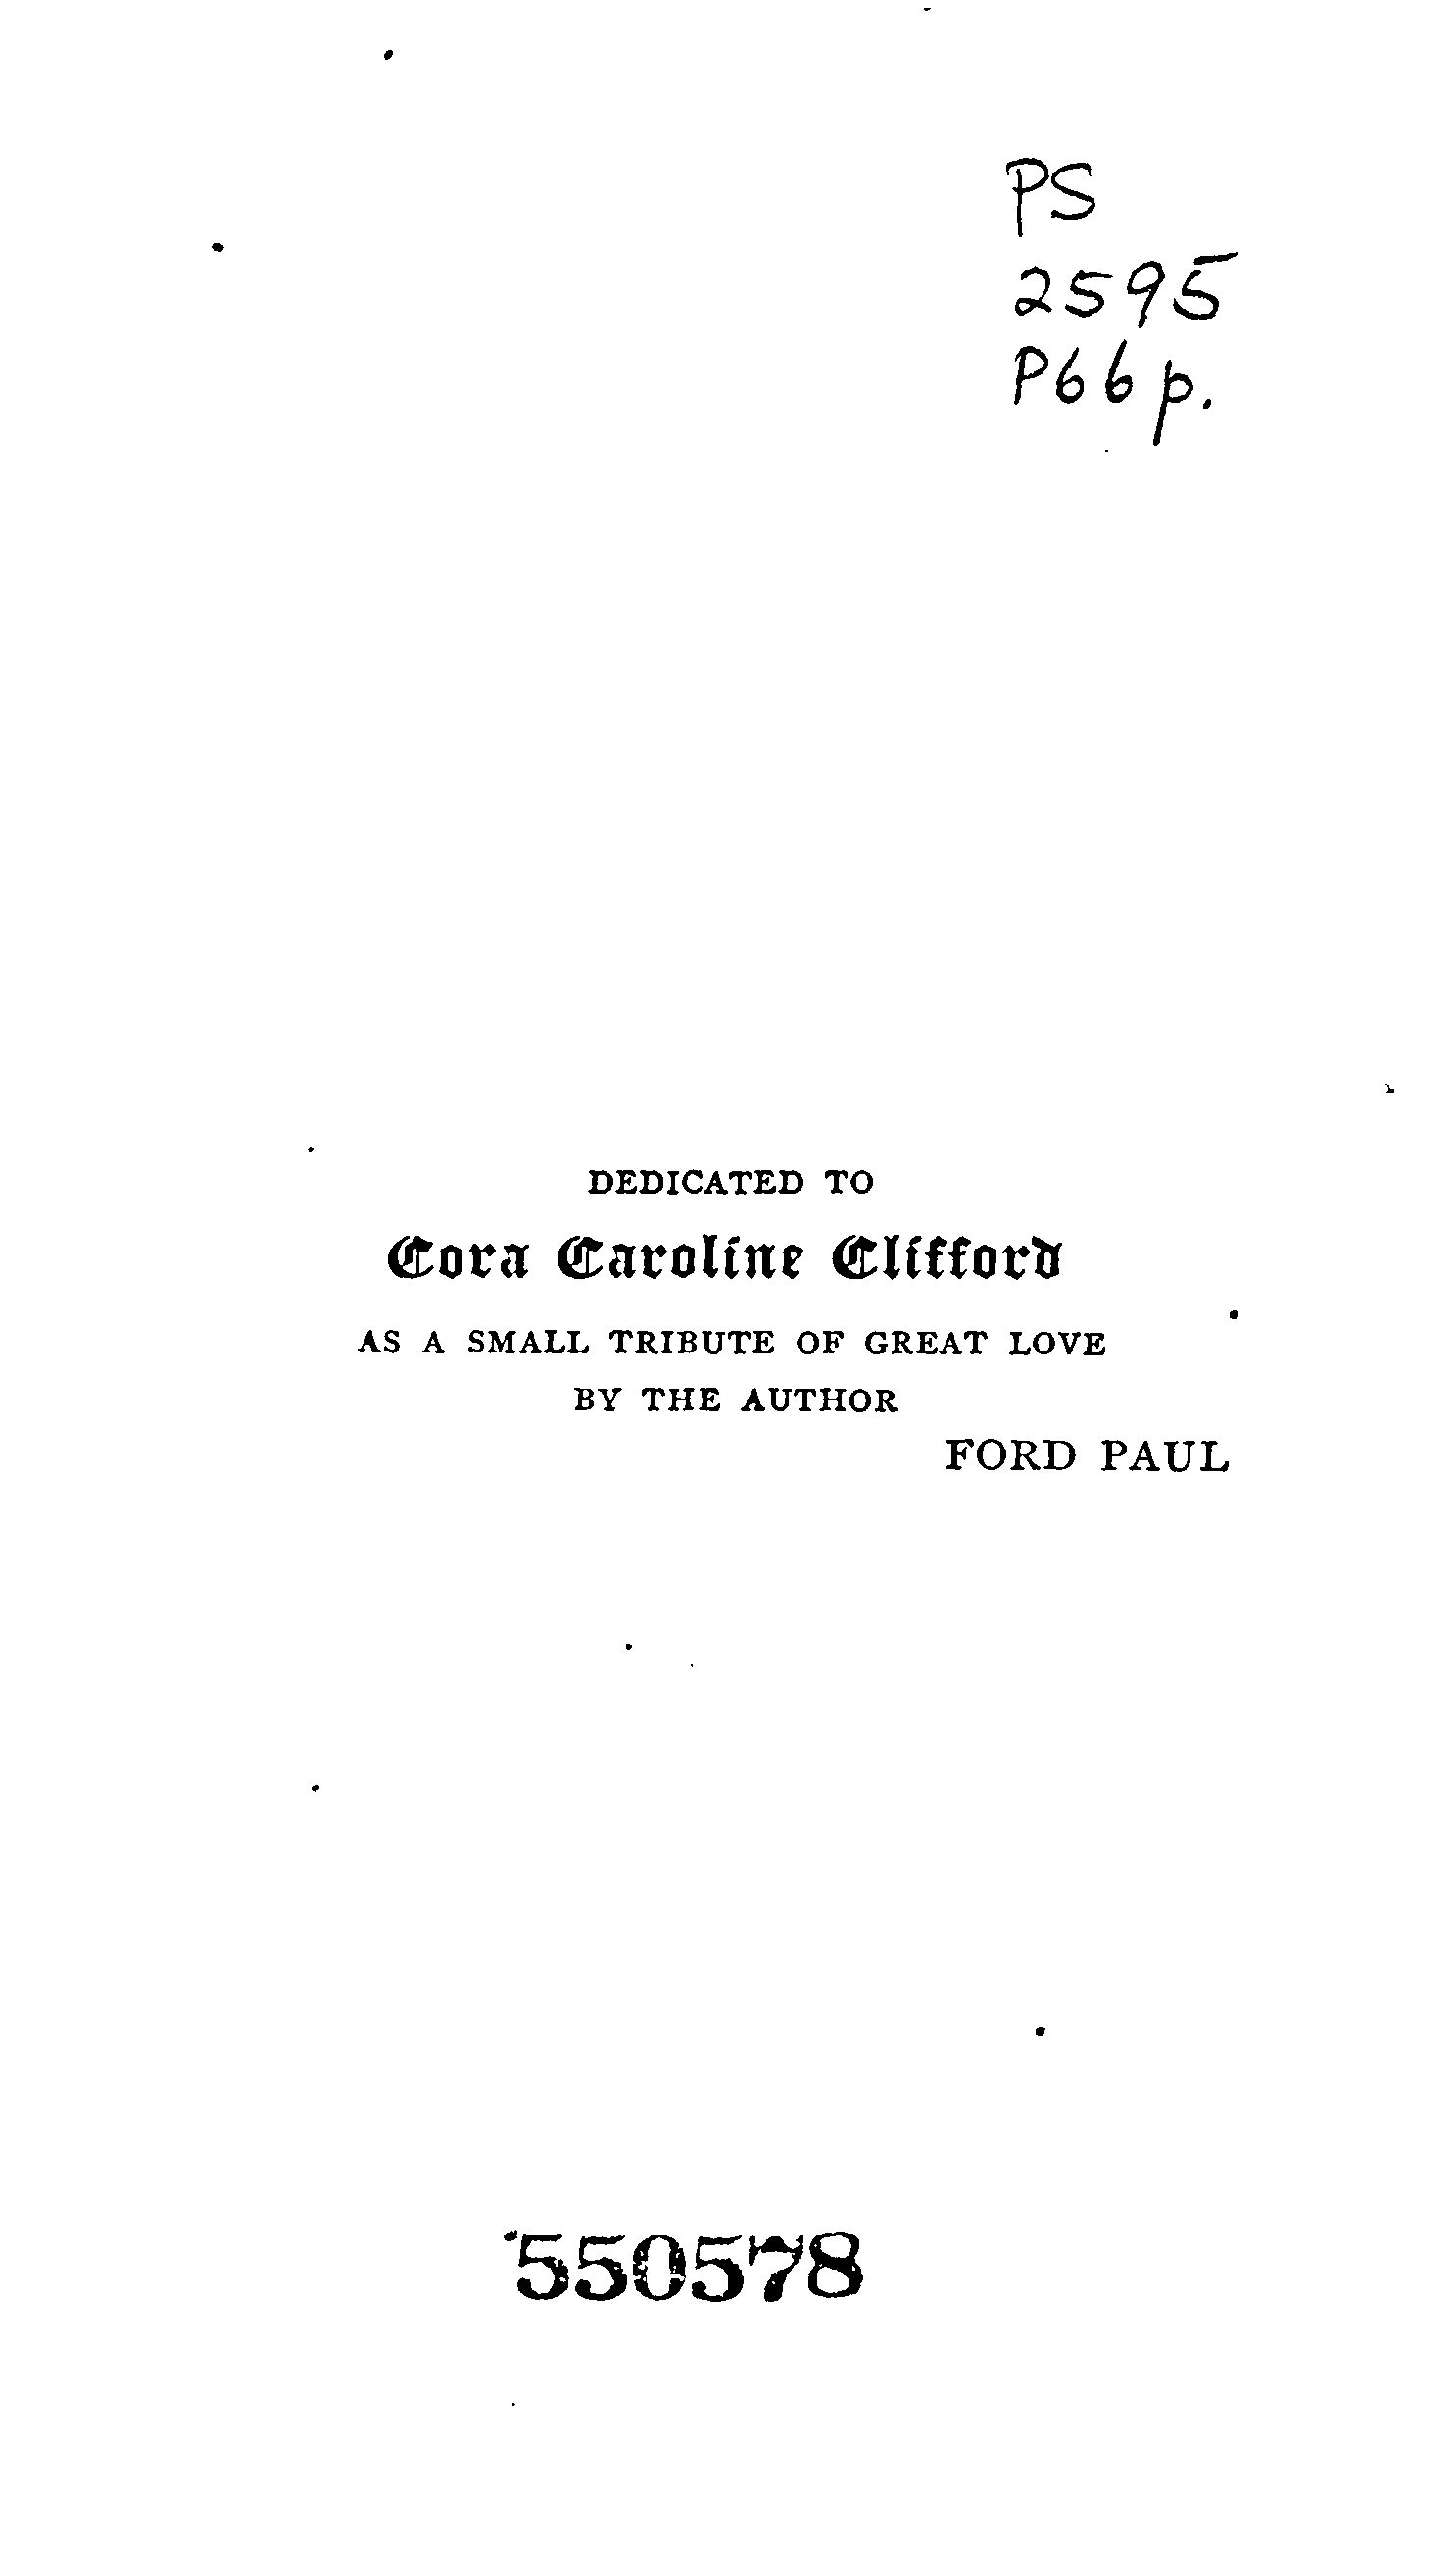 PS
2595
P66p.
DEDICATED TO
Cora Caroline Clifford
AS A SMALL TRIBUTE OF GREAT LOVE
BY THE AUTHOR
FORD PAUL
550578